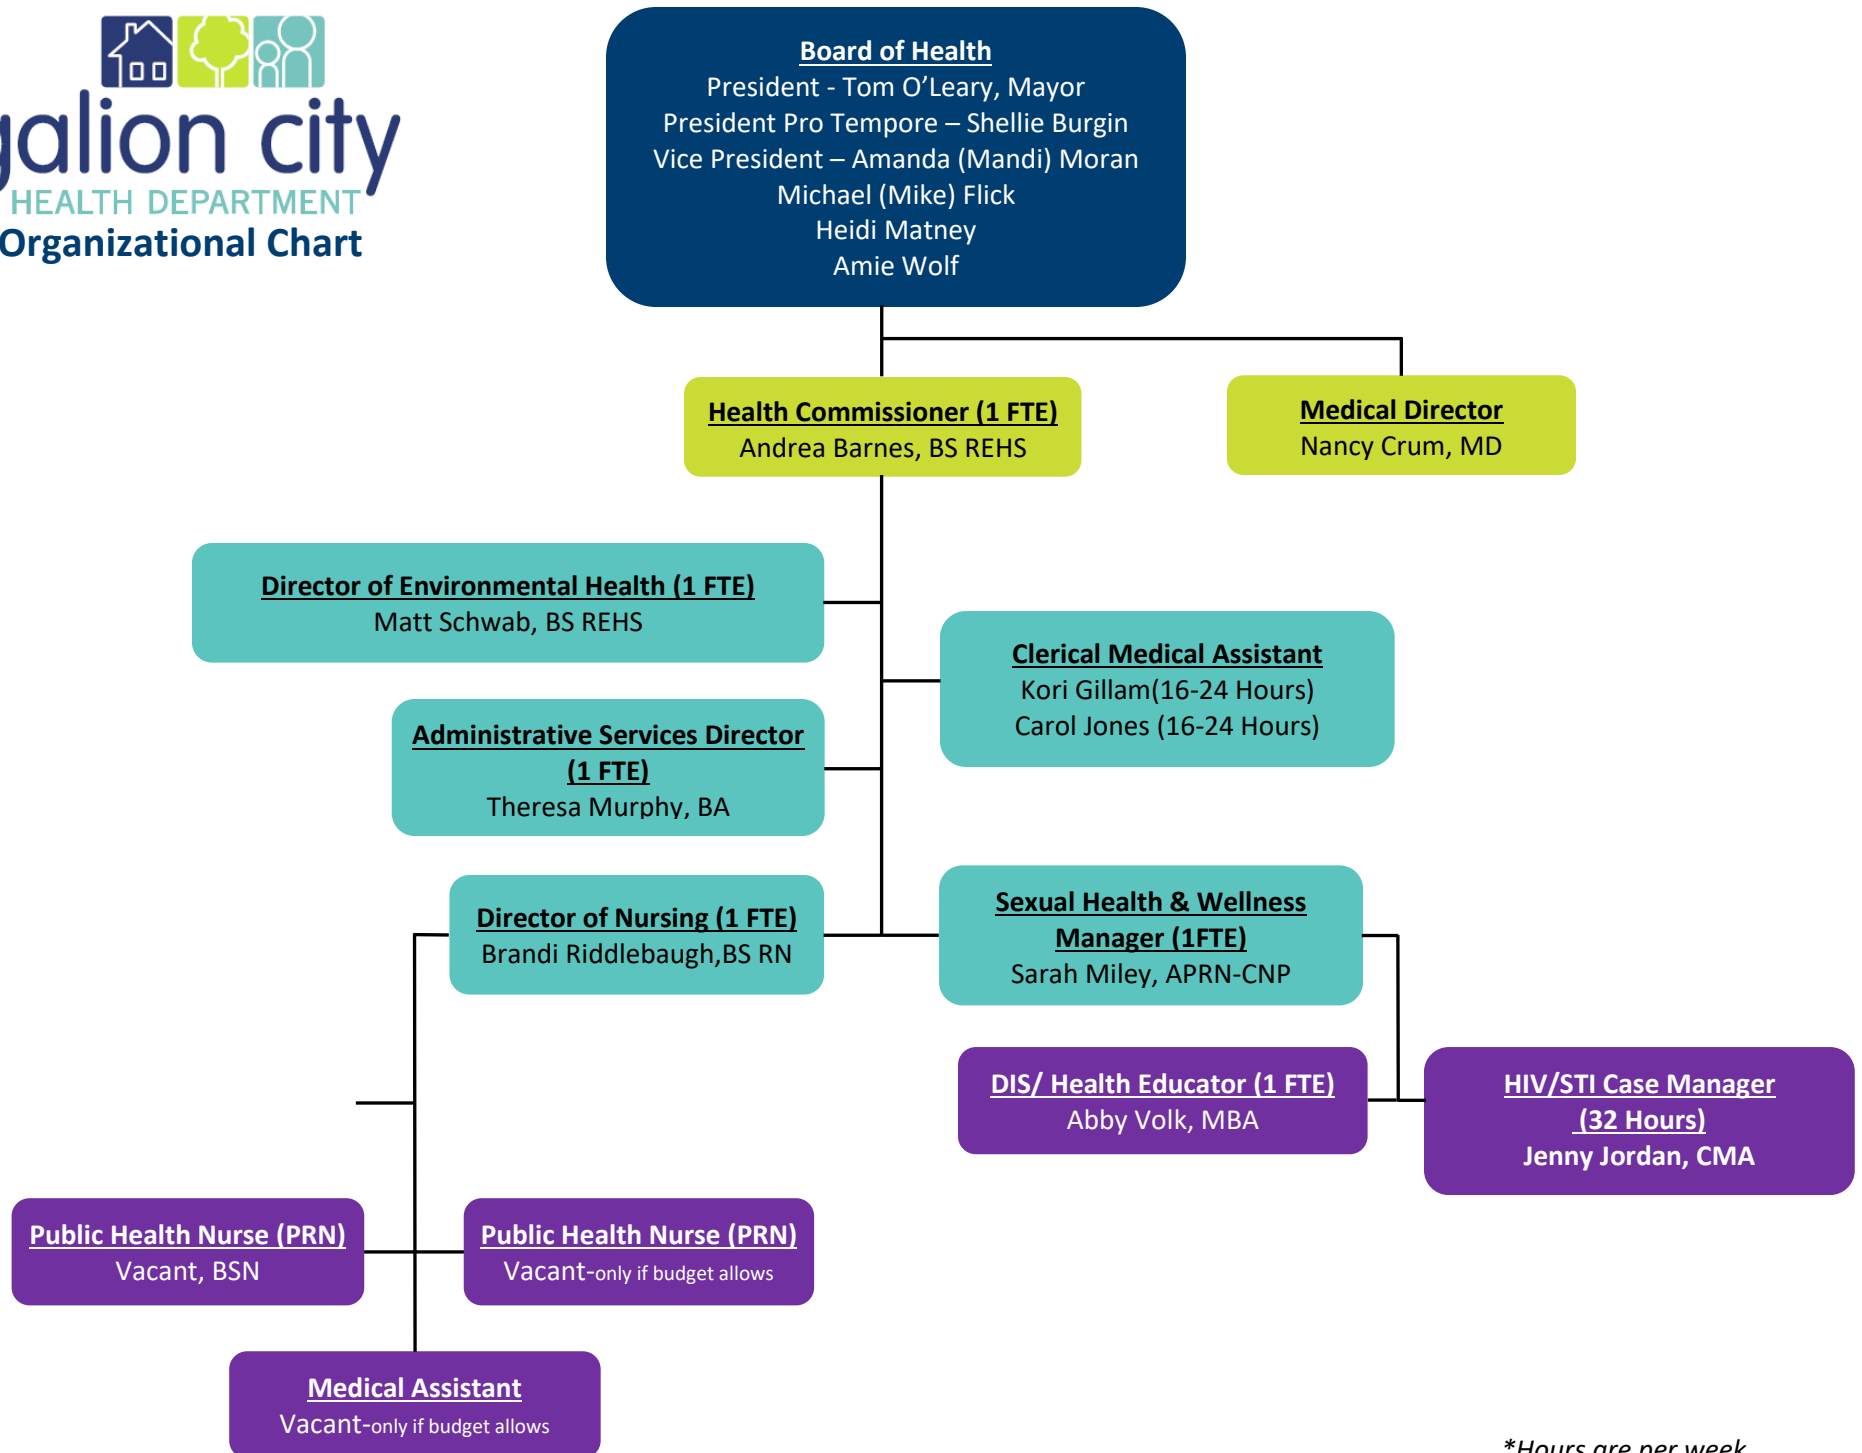 galion city
HEALTH DEPARTMENT
Organizational Chart
Board of Health
President - Tom O’Leary, Mayor
President Pro Tempore – Shellie Burgin
Vice President – Amanda (Mandi) Moran
Michael (Mike) Flick
Heidi Matney
Amie Wolf
Health Commissioner (1 FTE)
Andrea Barnes, BS REHS
Medical Director
Nancy Crum, MD
Director of Environmental Health (1 FTE)
Matt Schwab, BS REHS
Clerical Medical Assistant
Kori Gillam(16-24 Hours)
Carol Jones (16-24 Hours)
Administrative Services Director
(1 FTE)
Theresa Murphy, BA
Director of Nursing (1 FTE)
Brandi Riddlebaugh,BS RN
Sexual Health & Wellness
Manager (1FTE)
Sarah Miley, APRN-CNP
DIS/ Health Educator (1 FTE)
Abby Volk, MBA
HIV/STI Case Manager
(32 Hours)
Jenny Jordan, CMA
Public Health Nurse (PRN)
Vacant, BSN
Public Health Nurse (PRN)
Vacant-only if budget allows
Medical Assistant
Vacant-only if budget allows
*Hours are per week